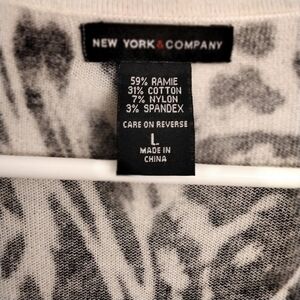 NEW YORK & COMPANY
59% RAMIE
31% COTTON
7% NYLON
3% SPANDEX
CARE ON REVERSE
L
MADE IN
CHINA